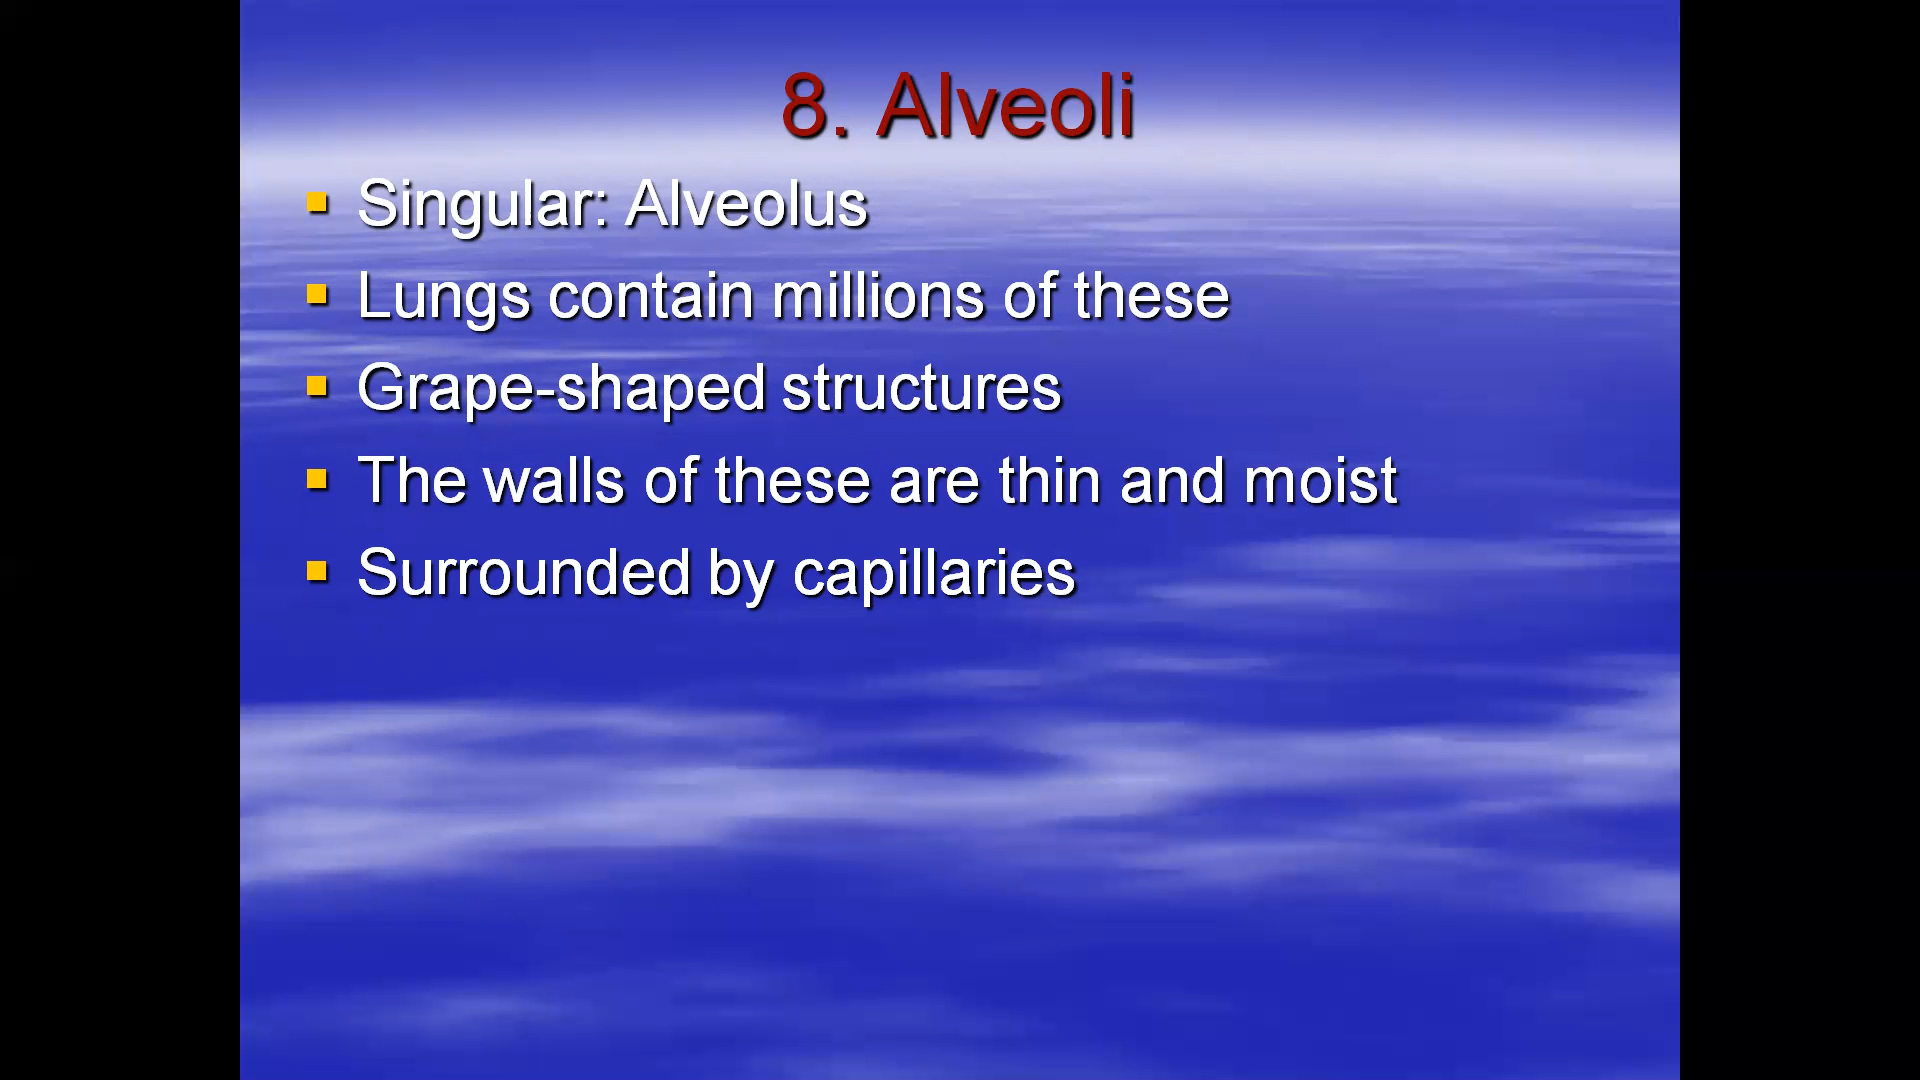 8. Alveoli
Singular: Alveolus
Lungs contain millions of these
Grape-shaped structures
The walls of these are thin and moist
Surrounded by capillaries